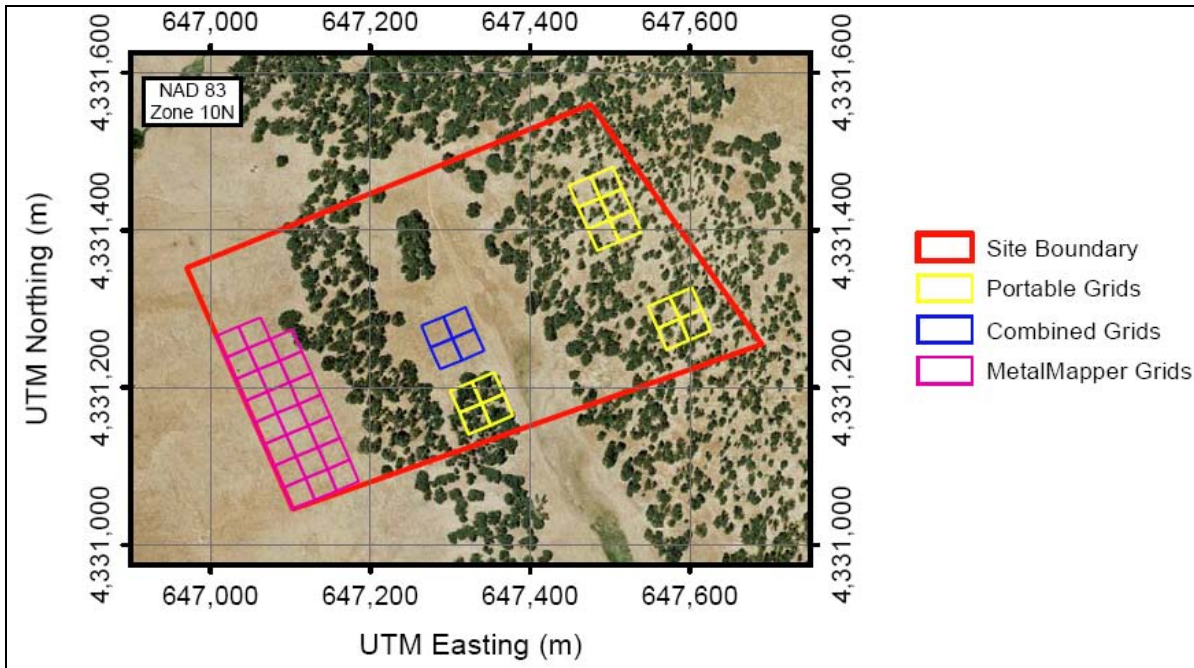 647,000 647,200 647,400 647,600
4,331,600
4,331,400
4,331,200
4,331,000
NAD 83
Zone 10N
UTM Northing (m)
4,331,600
4,331,400
4,331,200
4,331,000
Site Boundary
Portable Grids
Combined Grids
MetalMapper Grids
647,000 647,200 647,400 647,600
UTM Easting (m)